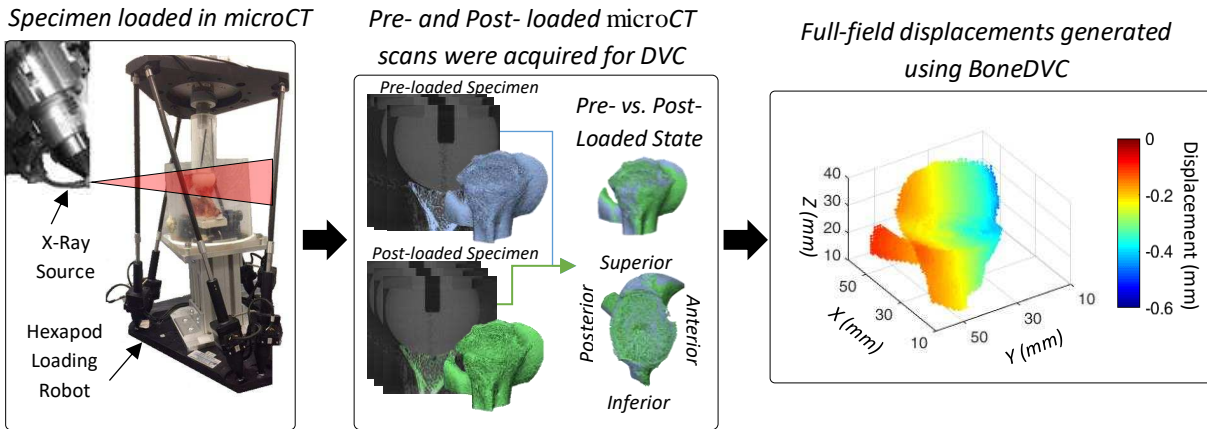 Specimen loaded in microCT
X-Ray
Source
Hexapod
Loading
Robot
Pre- and Post- loaded microCT
scans were acquired for DVC
Pre-loaded Specimen
Post-loaded Specimen
Pre- vs. Post-
Loaded State
Superior
Posterior
Anterior
Inferior
Full-field displacements generated
using BoneDVC
40
30
20
10
Z (mm)
50
30
10
X (mm)
50
30
10
Y (mm)
0
-0.2
-0.4
-0.6
Displacement (mm)